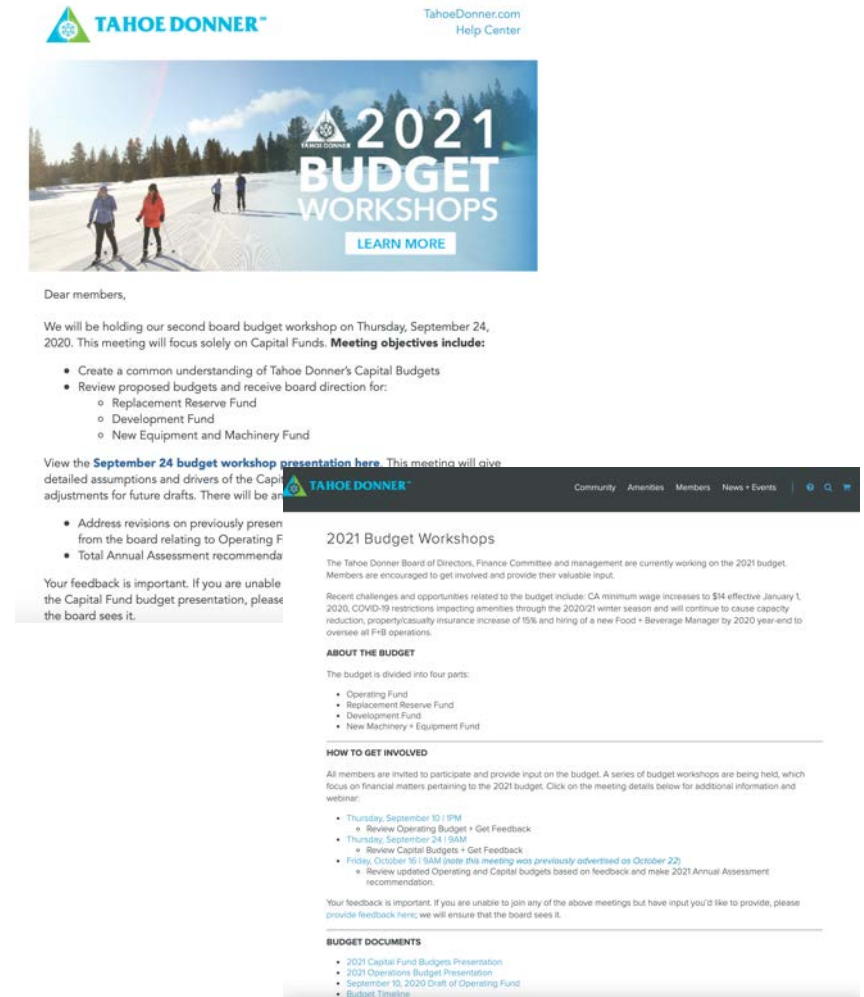 TAHOE DONNER™
TahoeDonner.com
Help Center
TAHOE DONNER
2021
BUDGET
WORKSHOPS
LEARN MORE
Dear members,
We will be holding our second board budget workshop on Thursday, September 24,
2020. This meeting will focus solely on Capital Funds. Meeting objectives include:
• Create a common understanding of Tahoe Donner's Capital Budgets
• Review proposed budgets and receive board direction for:
○ Replacement Reserve Fund
○ Development Fund
○ New Equipment and Machinery Fund
View the September 24 budget workshop presentation here. This meeting will give
detailed assumptions and drivers of the Capi
adjustments for future drafts. There will be an
• Address revisions on previously presen
from the board relating to Operating F
• Total Annual Assessment recommenda
Your feedback is important. If you are unable
the Capital Fund budget presentation, please
the board sees it.
TAHOE DONNER™
Community Amenities Members News + Events
2021 Budget Workshops
The Tahoe Donner Board of Directors, Finance Committee and management are currently working on the 2021 budget.
Members are encouraged to get involved and provide their valuable input.
Recent challenges and opportunities related to the budget include: CA minimum wage increases to $14 effective January 1,
2020, COVID-19 restrictions impacting amenities through the 2020/21 winter season and will continue to cause capacity
reduction, property/casualty insurance increase of 15% and hiring of a new Food + Beverage Manager by 2020 year-end to
oversee all F+B operations.
ABOUT THE BUDGET
The budget is divided into four parts:
• Operating Fund
• Replacement Reserve Fund
• Development Fund
• New Machinery + Equipment Fund
HOW TO GET INVOLVED
All members are invited to participate and provide input on the budget. A series of budget workshops are being held, which
focus on financial matters pertaining to the 2021 budget. Click on the meeting details below for additional information and
webinar:
• Thursday, September 10 | 1PM
○ Review Operating Budget + Get Feedback
• Thursday, September 24 | 9AM
○ Review Capital Budgets + Get Feedback
• Friday, October 16 | 9AM (note this meeting was previously advertised as October 22)
○ Review updated Operating and Capital budgets based on feedback and make 2021 Annual Assessment
recommendation.
Your feedback is important. If you are unable to join any of the above meetings but have input you'd like to provide, please
provide feedback here; we will ensure that the board sees it.
BUDGET DOCUMENTS
• 2021 Capital Fund Budgets Presentation
• 2021 Operations Budget Presentation
• September 10, 2020 Draft of Operating Fund
• Budget Timeline